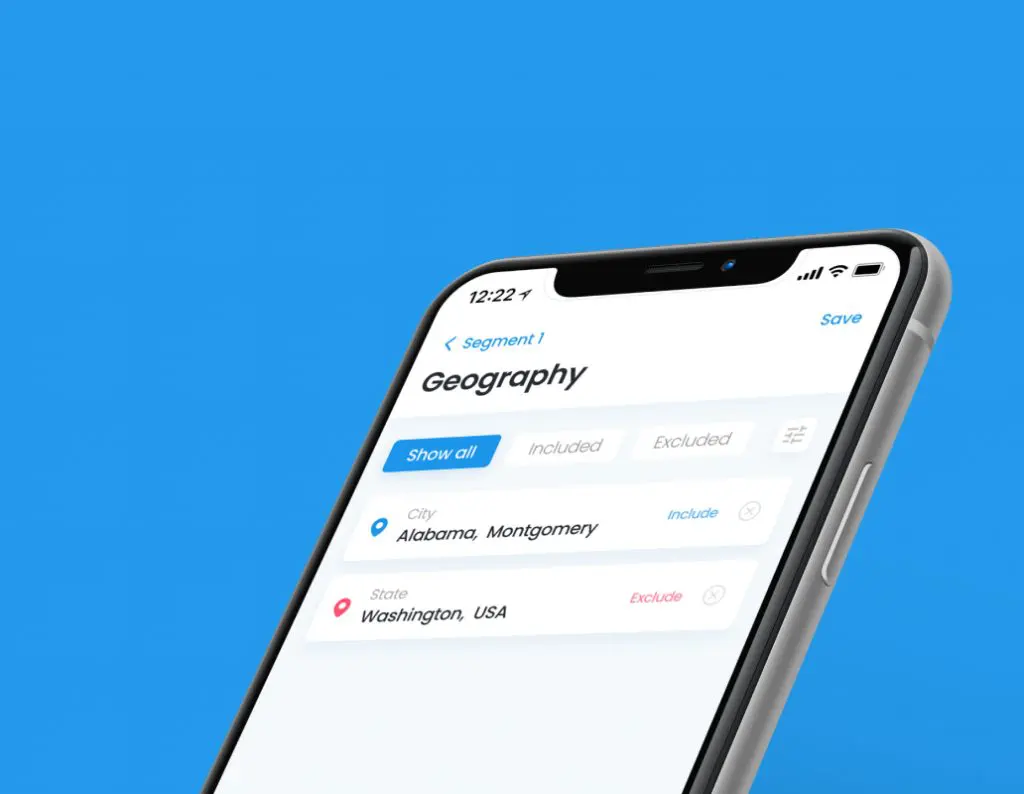 12:22
Segment 1
Save
Geography
Show all Included Excluded
City
Alabama, Montgomery
Include
State
Washington, USA
Exclude